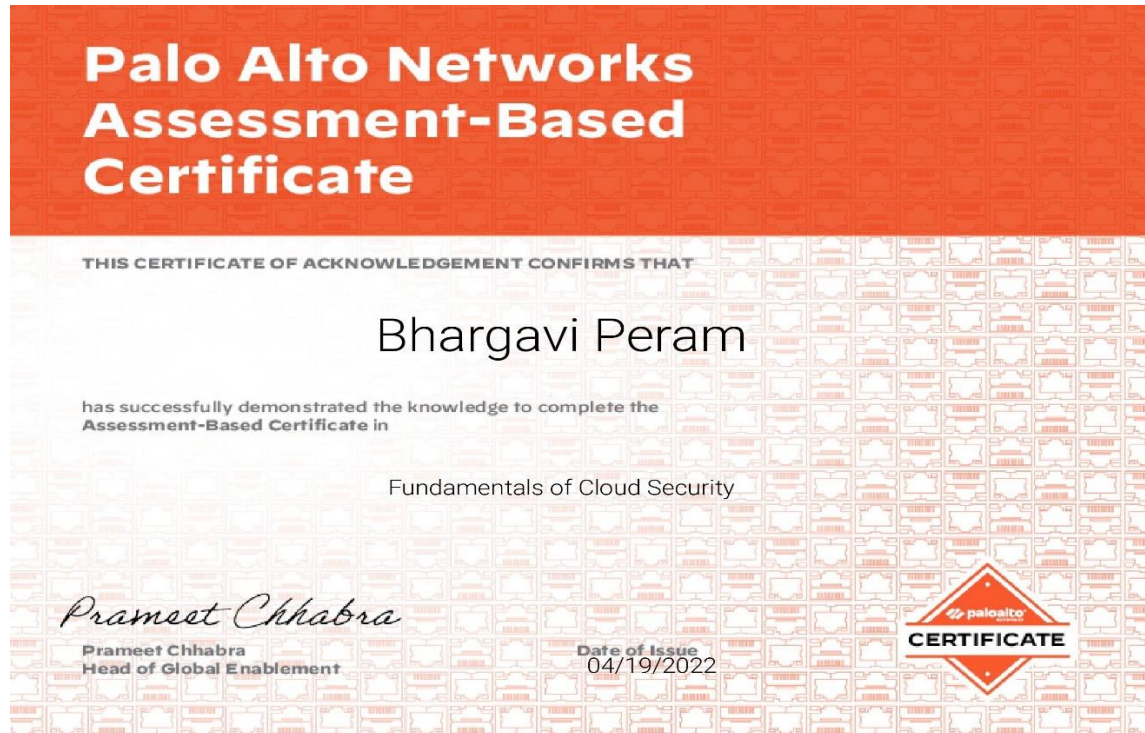 Palo Alto Networks
Assessment-Based
Certificate
THIS CERTIFICATE OF ACKNOWLEDGEMENT CONFIRMS THAT
Bhargavi Peram
has successfully demonstrated the knowledge to complete the
Assessment-Based Certificate in
Fundamentals of Cloud Security
Prameet Chhabra
Prameet Chhabra
Head of Global Enablement
Date of Issue
04/19/2022
paloalto
CERTIFICATE